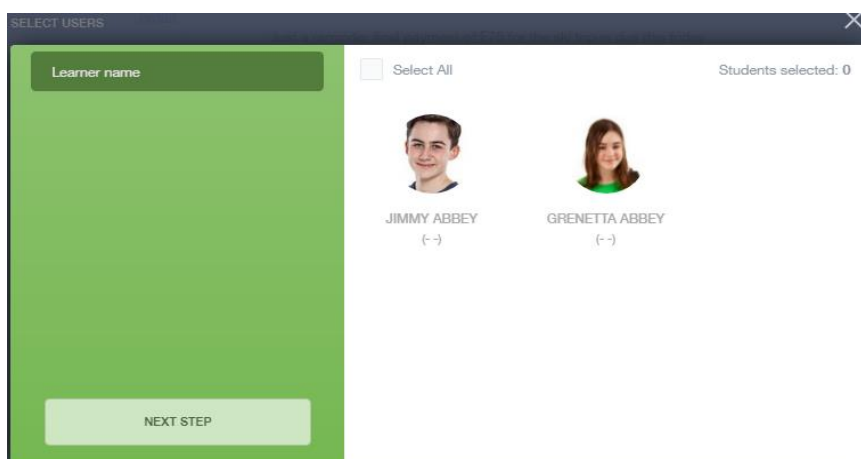 SELECT USERS
Learner name
Select All
Students selected: 0
JIMMY ABBEY
(- -)
GRENETTA ABBEY
(- -)
NEXT STEP